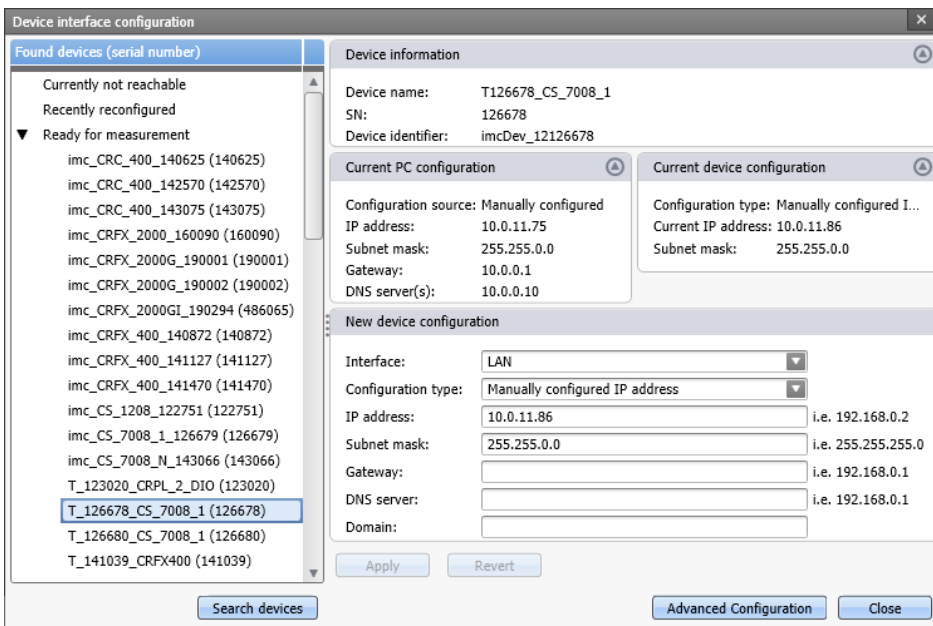 Device interface configuration
Found devices (serial number)
Currently not reachable
Recently reconfigured
Ready for measurement
imc_CRC_400_140625 (140625)
imc_CRC_400_142570 (142570)
imc_CRC_400_143075 (143075)
imc_CRFX_2000_160090 (160090)
imc_CRFX_2000G_190001 (190001)
imc_CRFX_2000G_190002 (190002)
imc_CRFX_2000GI_190294 (486065)
imc_CRFX_400_140872 (140872)
imc_CRFX_400_141127 (141127)
imc_CRFX_400_141470 (141470)
imc_CS_1208_122751 (122751)
imc_CS_7008_1_126679 (126679)
imc_CS_7008_N_143066 (143066)
T_123020_CRPL_2_DIO (123020)
T_126678_CS_7008_1 (126678)
T_126680_CS_7008_1 (126680)
T_141039_CRFX400 (141039)
Search devices
Device information
Device name: T126678_CS_7008_1
SN: 126678
Device identifier: imcDev_12126678
Current PC configuration
Configuration source: Manually configured
IP address: 10.0.11.75
Subnet mask: 255.255.0.0
Gateway: 10.0.0.1
DNS server(s): 10.0.0.10
Current device configuration
Configuration type: Manually configured I...
Current IP address: 10.0.11.86
Subnet mask: 255.255.0.0
New device configuration
Interface: LAN
Configuration type: Manually configured IP address
IP address: 10.0.11.86 i.e. 192.168.0.2
Subnet mask: 255.255.0.0 i.e. 255.255.255.0
Gateway: i.e. 192.168.0.1
DNS server: i.e. 192.168.0.1
Domain:
Apply Revert
Advanced Configuration Close